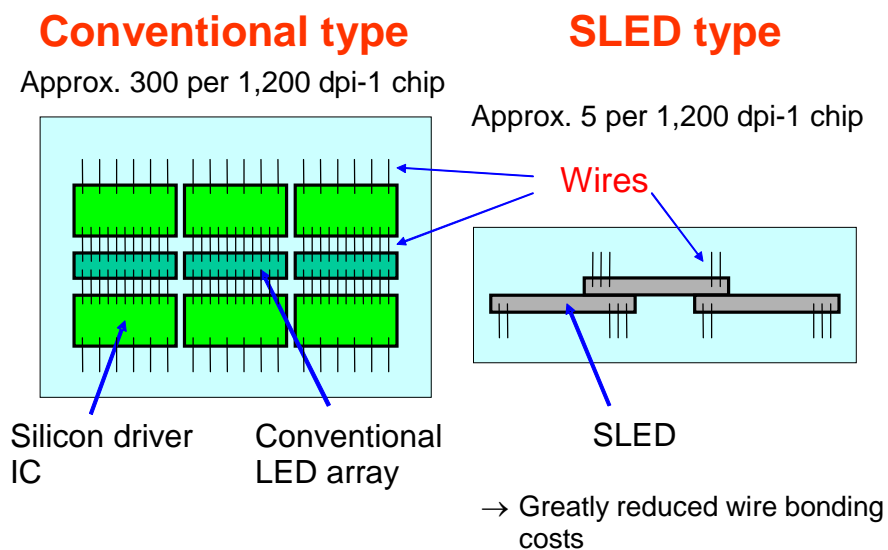 Conventional type
Approx. 300 per 1,200 dpi-1 chip
SLED type
Approx. 5 per 1,200 dpi-1 chip
Wires
Silicon driver
IC
Conventional
LED array
SLED
→ Greatly reduced wire bonding
costs